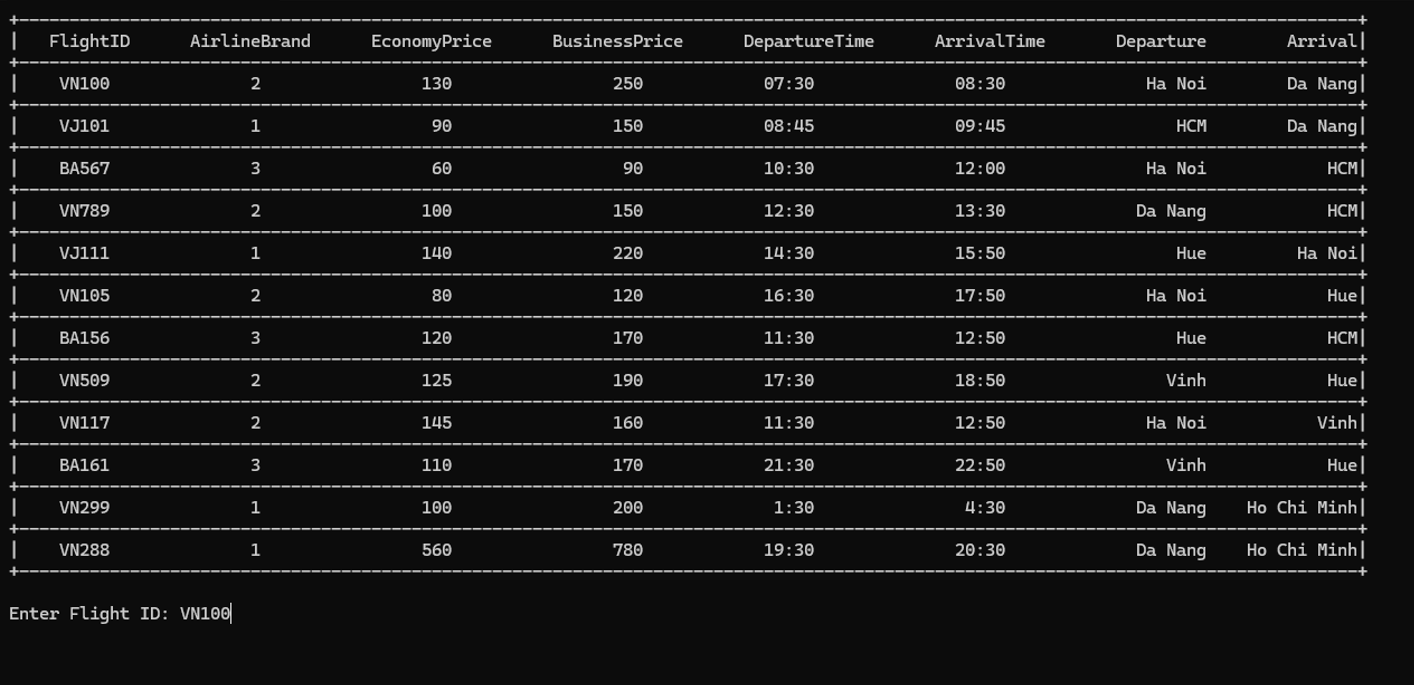 FlightID AirlineBrand EconomyPrice BusinessPrice DepartureTime ArrivalTime Departure Arrival
VN100 2 130 250 07:30 08:30 Ha Noi Da Nang
VJ101 1 90 150 08:45 09:45 HCM Da Nang
BA567 3 60 90 10:30 12:00 Ha Noi HCM
VN789 2 100 150 12:30 13:30 Da Nang HCM
VJ111 1 140 220 14:30 15:50 Hue Ha Noi
VN105 2 80 120 16:30 17:50 Ha Noi Hue
BA156 3 120 170 11:30 12:50 Hue HCM
VN509 2 125 190 17:30 18:50 Vinh Hue
VN117 2 145 160 11:30 12:50 Ha Noi Vinh
BA161 3 110 170 21:30 22:50 Vinh Hue
VN299 1 100 200 1:30 4:30 Da Nang Ho Chi Minh
VN288 1 560 780 19:30 20:30 Da Nang Ho Chi Minh
Enter Flight ID: VN100